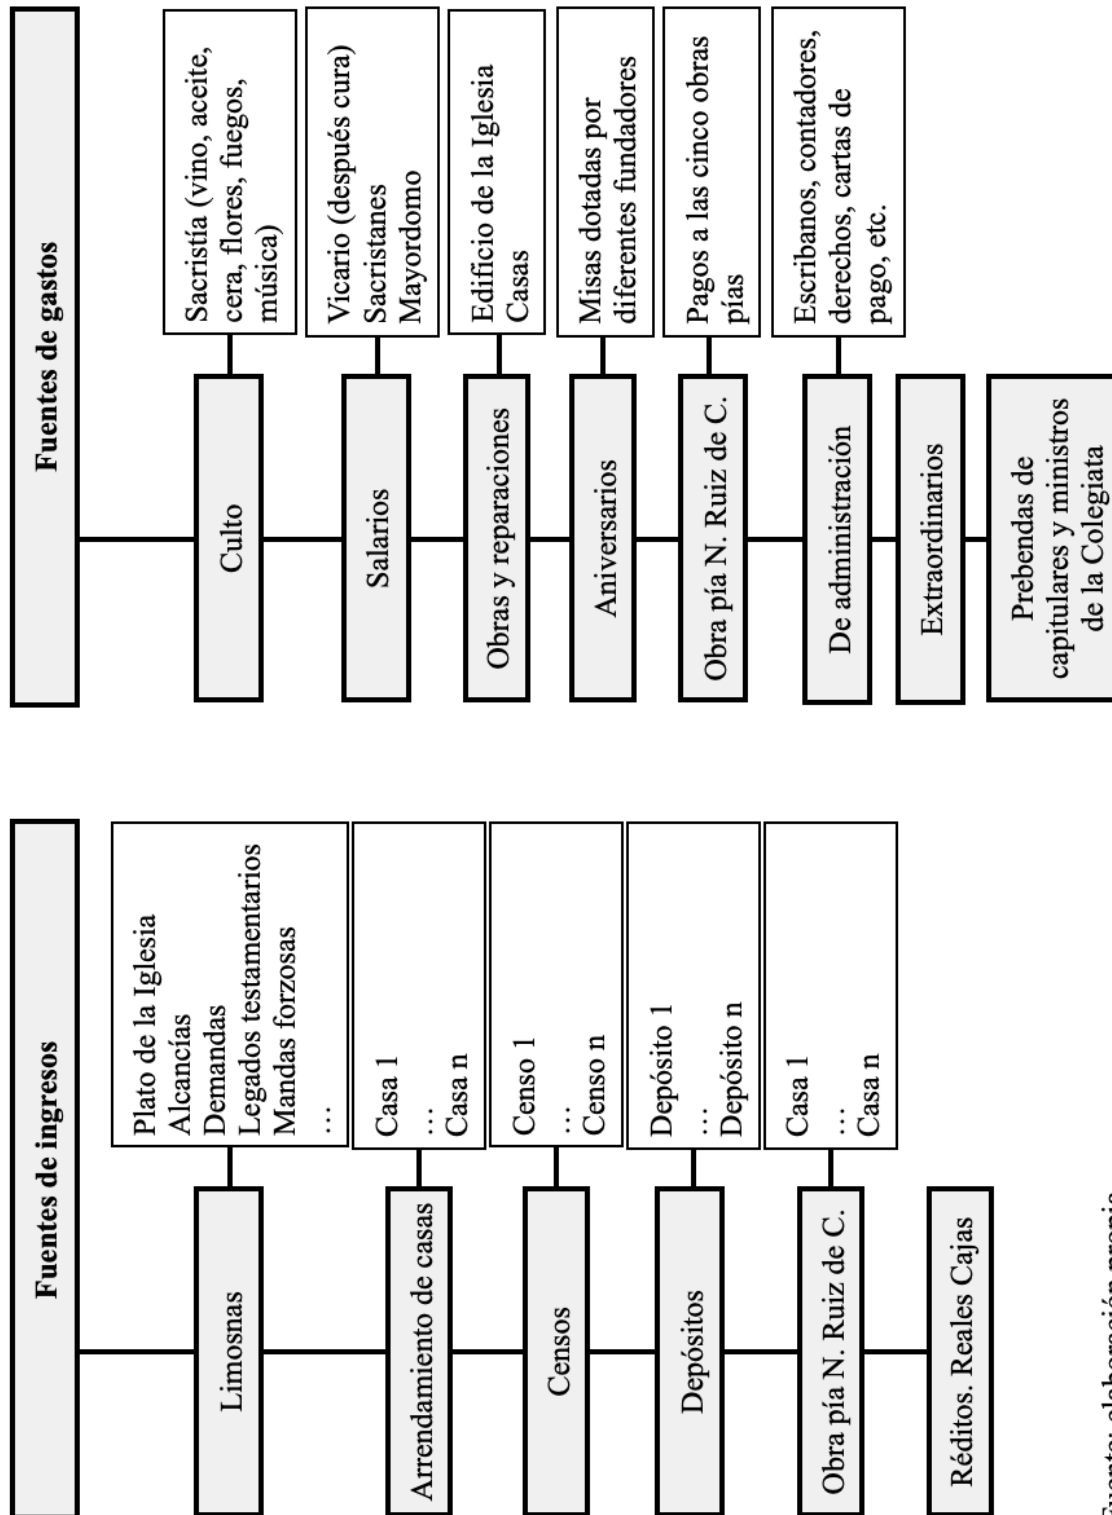 Fuentes de ingresos
Limosnas
Plato de la Iglesia
Alcancías
Demandas
Legados testamentarios
Mandas forzosas
…
Arrendamiento de casas
Casa 1
…
Casa n
Censos
Censo 1
…
Censo n
Depósitos
Depósito 1
…
Depósito n
Obra pía N. Ruiz de C.
Casa 1
…
Casa n
Réditos. Reales Cajas
Fuentes de gastos
Culto
Sacristía (vino, aceite,
cera, flores, fuegos,
música)
Salarios
Vicario (después cura)
Sacristanes
Mayordomo
Obras y reparaciones
Edificio de la Iglesia
Casas
Aniversarios
Misas dotadas por
diferentes fundadores
Obra pía N. Ruiz de C.
Pagos a las cinco obras
pías
De administración
Escribanos, contadores,
derechos, cartas de
pago, etc.
Extraordinarios
Prebendas de
capitulares y ministros
de la Colegiata
Fuente: elaboración propia